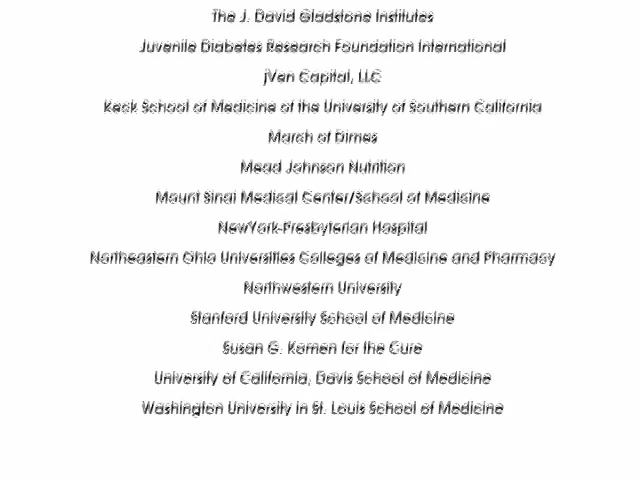 The J. David Gladstone Institutes
Juvenile Diabetes Research Foundation International
jVen Capital, LLC
Keck School of Medicine of the University of Southern California
March of Dimes
Mead Johnson Nutrition
Mount Sinai Medical Center/School of Medicine
NewYork-Presbyterian Hospital
Northeastern Ohio Universities Colleges of Medicine and Pharmacy
Northwestern University
Stanford University School of Medicine
Susan G. Komen for the Cure
University of California, Davis School of Medicine
Washington University in St. Louis School of Medicine